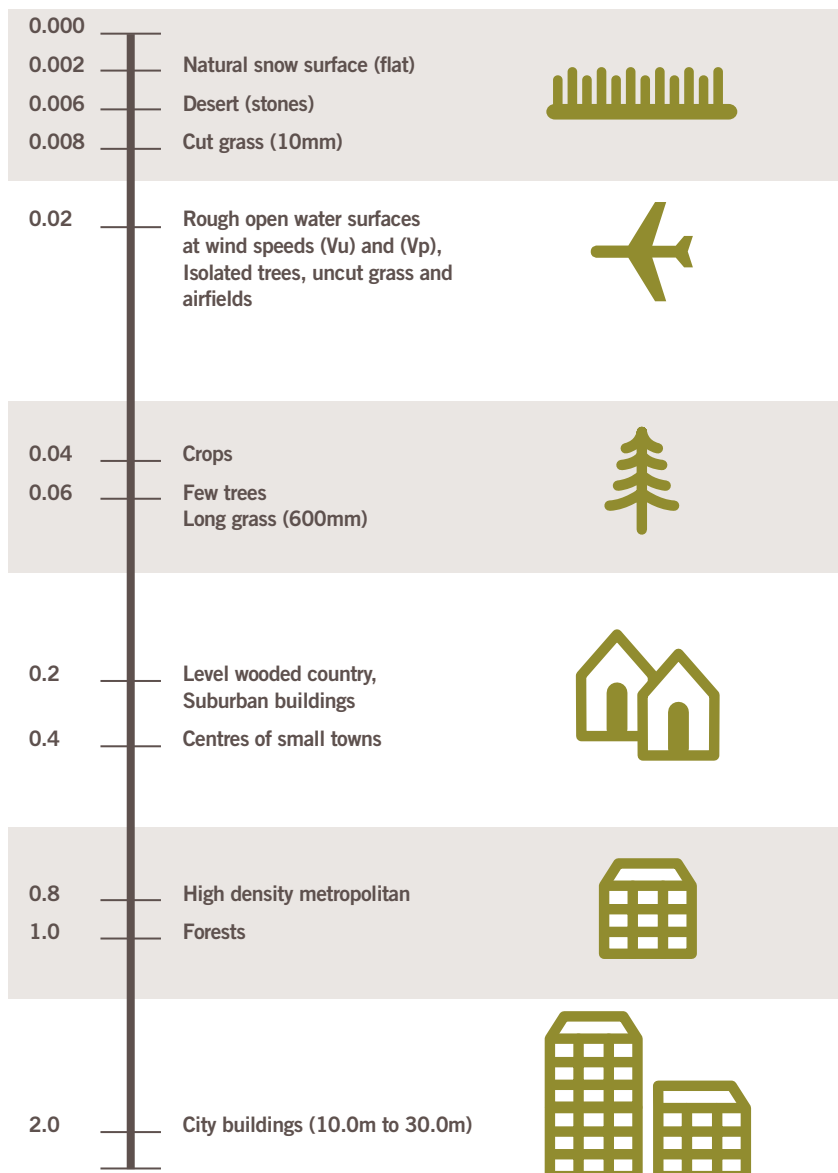 0.000
0.002 Natural snow surface (flat)
0.006 Desert (stones)
0.008 Cut grass (10mm)
0.02 Rough open water surfaces
at wind speeds (Vu) and (Vp),
Isolated trees, uncut grass and
airfields
0.04 Crops
0.06 Few trees
Long grass (600mm)
0.2 Level wooded country,
Suburban buildings
0.4 Centres of small towns
0.8 High density metropolitan
1.0 Forests
2.0 City buildings (10.0m to 30.0m)